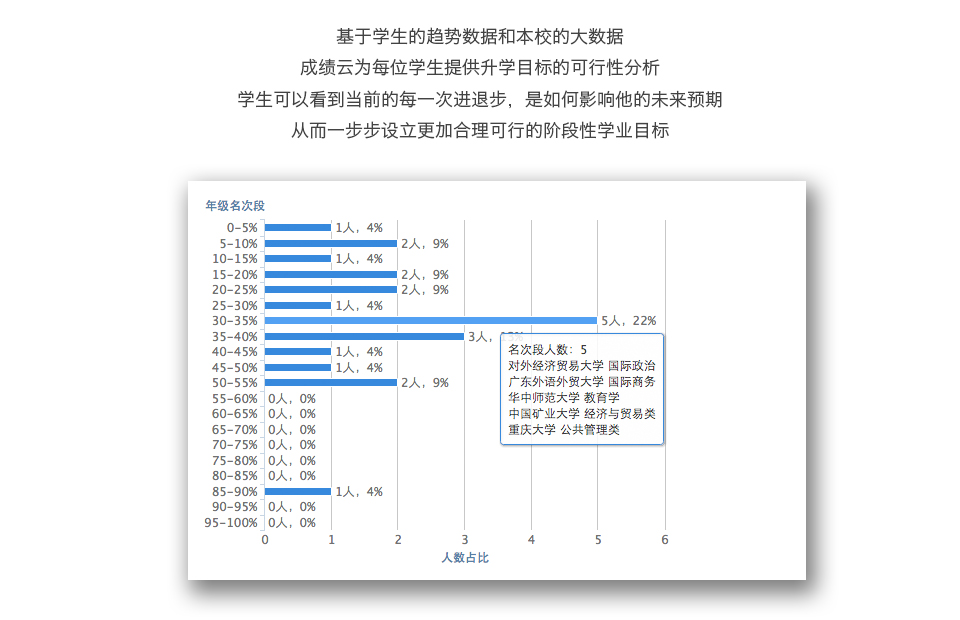 基于学生的趋势数据和本校的大数据
成绩云为每位学生提供升学目标的可行性分析
学生可以看到当前的每一次进退步，是如何影响他的未来预期
从而一步步设立更加合理可行的阶段性学业目标
年级名次段
0-5% 1人，4%
5-10% 2人，9%
10-15% 1人，4%
15-20% 2人，9%
20-25% 2人，9%
25-30% 1人，4%
30-35% 5人，22%
35-40% 3人，13%
40-45% 1人，4%
45-50% 1人，4%
50-55% 2人，9%
55-60% 0人，0%
60-65% 0人，0%
65-70% 0人，0%
70-75% 0人，0%
75-80% 0人，0%
80-85% 0人，0%
85-90% 1人，4%
90-95% 0人，0%
95-100% 0人，0%
0 1 2 3 4 5 6
人数占比
名次段人数：5
对外经济贸易大学 国际政治
广东外语外贸大学 国际商务
华中师范大学 教育学
中国矿业大学 经济与贸易类
重庆大学 公共管理类